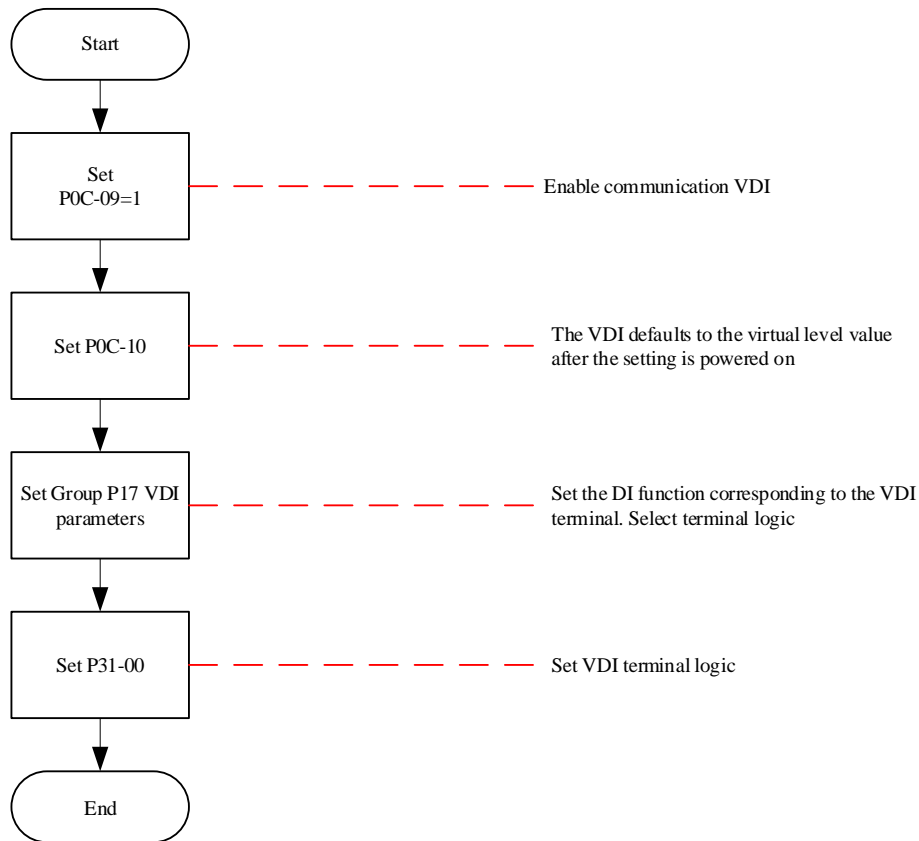 Start
Set
P0C-09=1
Enable communication VDI
Set P0C-10
The VDI defaults to the virtual level value
after the setting is powered on
Set Group P17 VDI
parameters
Set the DI function corresponding to the VDI
terminal. Select terminal logic
Set P31-00
Set VDI terminal logic
End